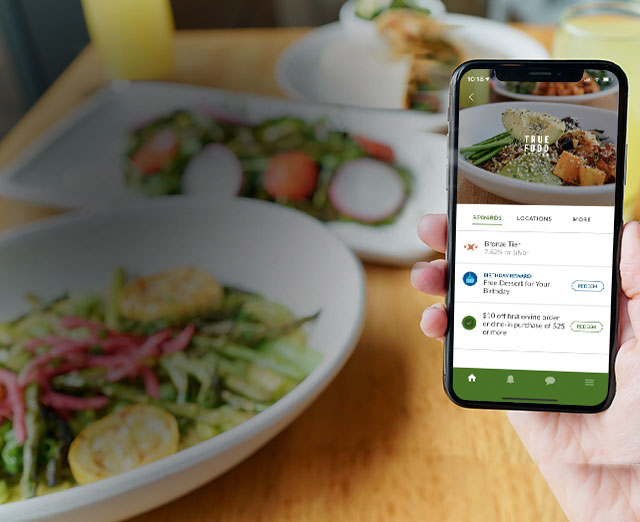 10:18
TRUE
FOOD
REWARDS LOCATIONS MORE
Bronze Tier
7.82% to Silver
BIRTHDAY REWARD
Free Dessert for Your
Birthday
REDEEM
$10 off first online order
or dine-in purchase of $25
or more
REDEEM